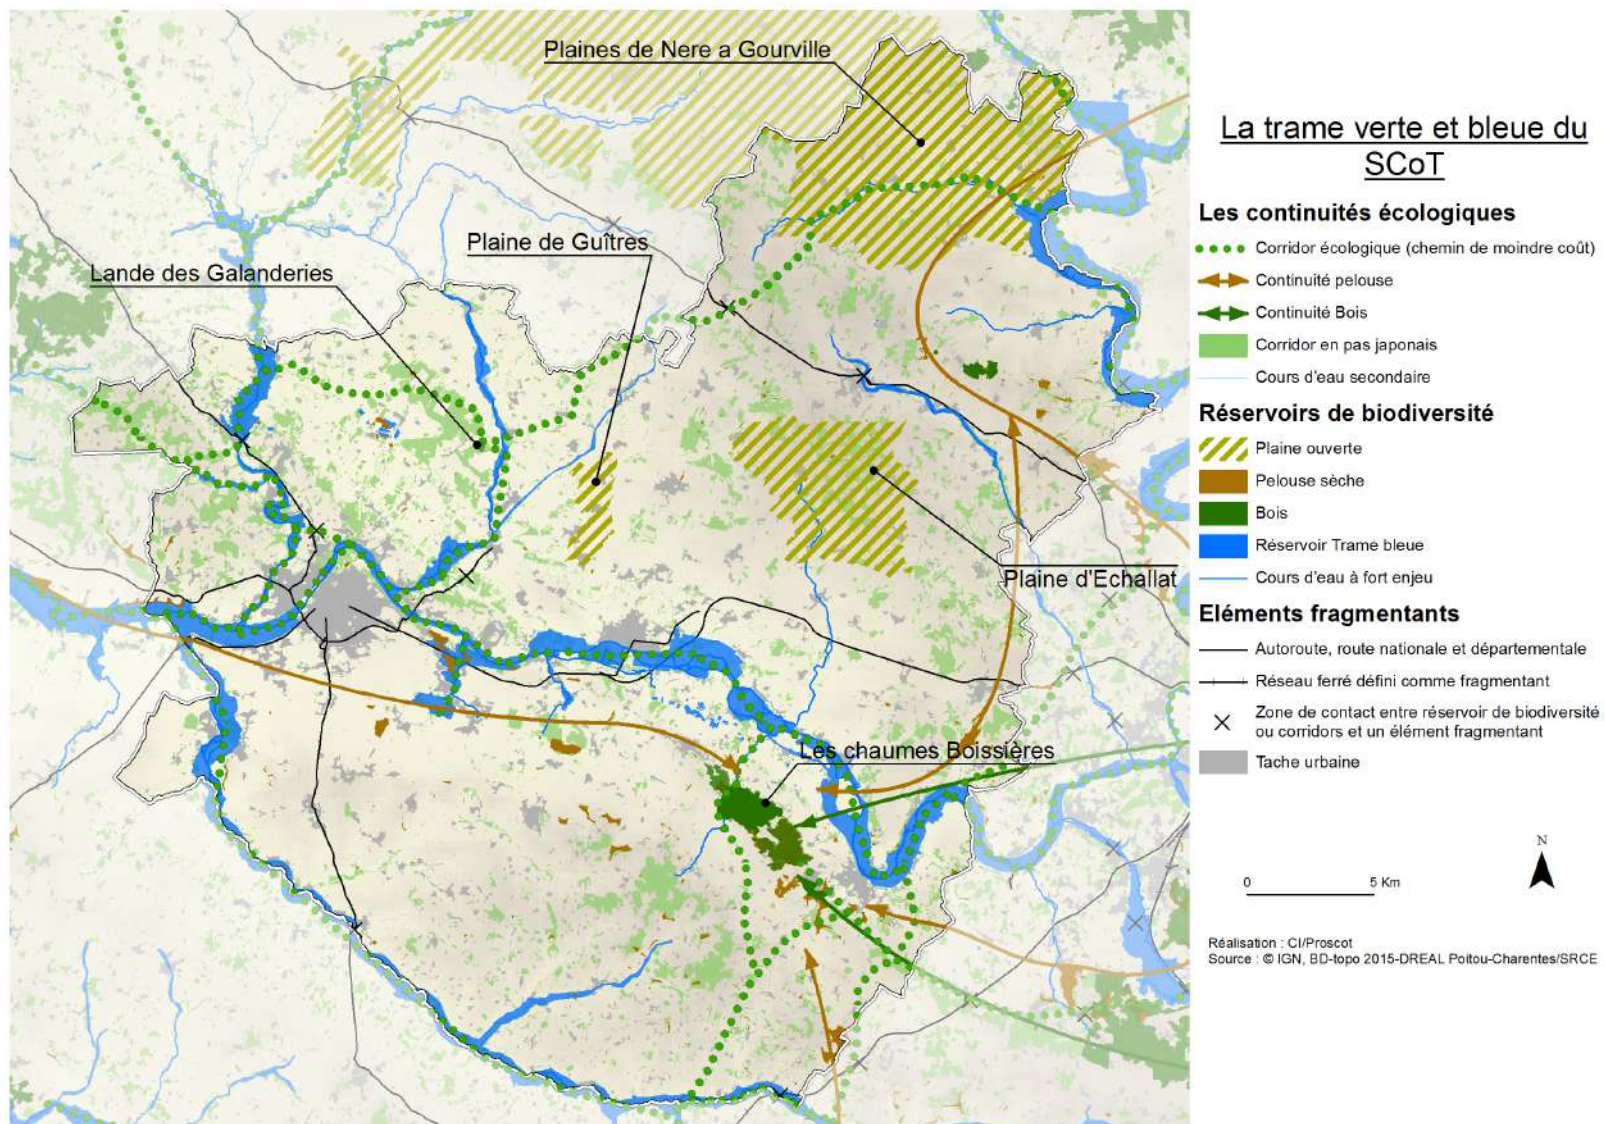 Plaines de Nere a Gourville
Plaine de Guîtres
Lande des Galanderies
Plaine d'Echallat
Les chaumes Boissières
La trame verte et bleue du
SCoT
Les continuités écologiques
Corridor écologique (chemin de moindre coût)
Continuité pelouse
Continuité Bois
Corridor en pas japonais
Cours d'eau secondaire
Réservoirs de biodiversité
Plaine ouverte
Pelouse sèche
Bois
Réservoir Trame bleue
Cours d'eau à fort enjeu
Eléments fragmentants
Autoroute, route nationale et départementale
Réseau ferré défini comme fragmentant
Zone de contact entre réservoir de biodiversité
ou corridors et un élément fragmentant
Tache urbaine
N
0 5 Km
Réalisation : CI/Proscot
Source : © IGN, BD-topo 2015-DREAL Poitou-Charentes/SRCE